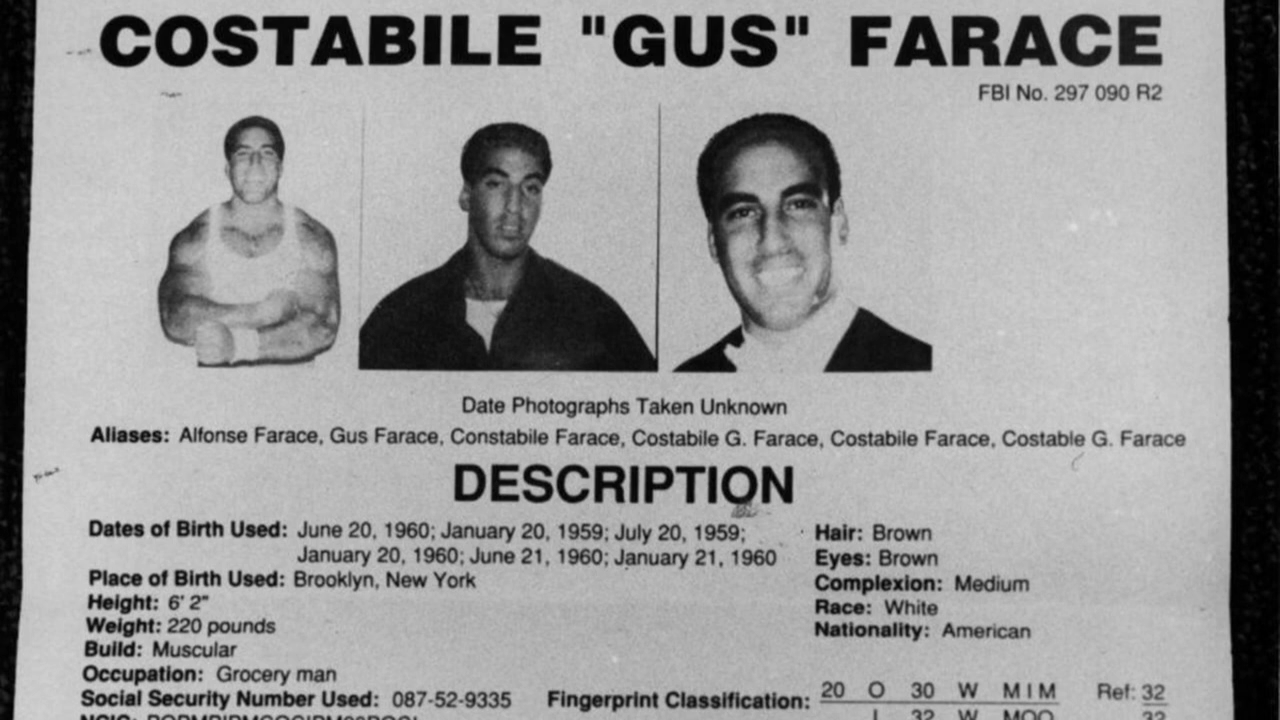 COSTABILE "GUS" FARACE
FBI No. 297 090 R2
Date Photographs Taken Unknown
Aliases: Alfonse Farace, Gus Farace, Constabile Farace, Costabile G. Farace, Costabile Farace, Costable G. Farace
DESCRIPTION
Dates of Birth Used: June 20, 1960; January 20, 1959; July 20, 1959;
January 20, 1960; June 21, 1960; January 21, 1960
Place of Birth Used: Brooklyn, New York
Height: 6' 2"
Weight: 220 pounds
Build: Muscular
Occupation: Grocery man
Social Security Number Used: 087-52-9335
Hair: Brown
Eyes: Brown
Complexion: Medium
Race: White
Nationality: American
Fingerprint Classification: 20 O 30 W MIM Ref: 32
I 32 W MOO 32
NCIC: